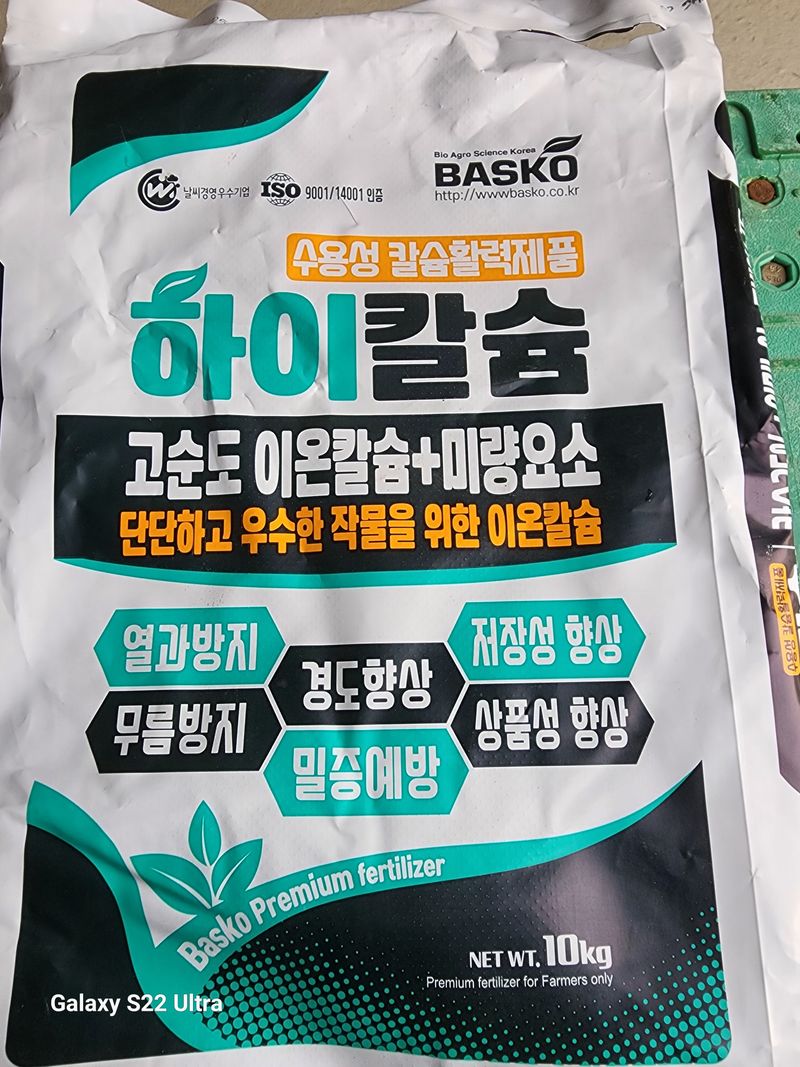 Bio Agro Science Korea
BASKO
http://wwwbasko.co.kr
날씨경영우수기업
ISO 9001/14001 인증
수용성 칼슘활력제품
하이칼슘
고순도 이온칼슘+미량요소
단단하고 우수한 작물을 위한 이온칼슘
열과방지
저장성 향상
경도향상
무름방지
상품성 향상
밀증예방
Basko Premium fertilizer
NET WT. 10kg
Premium fertilizer for Farmers only
Galaxy S22 Ultra